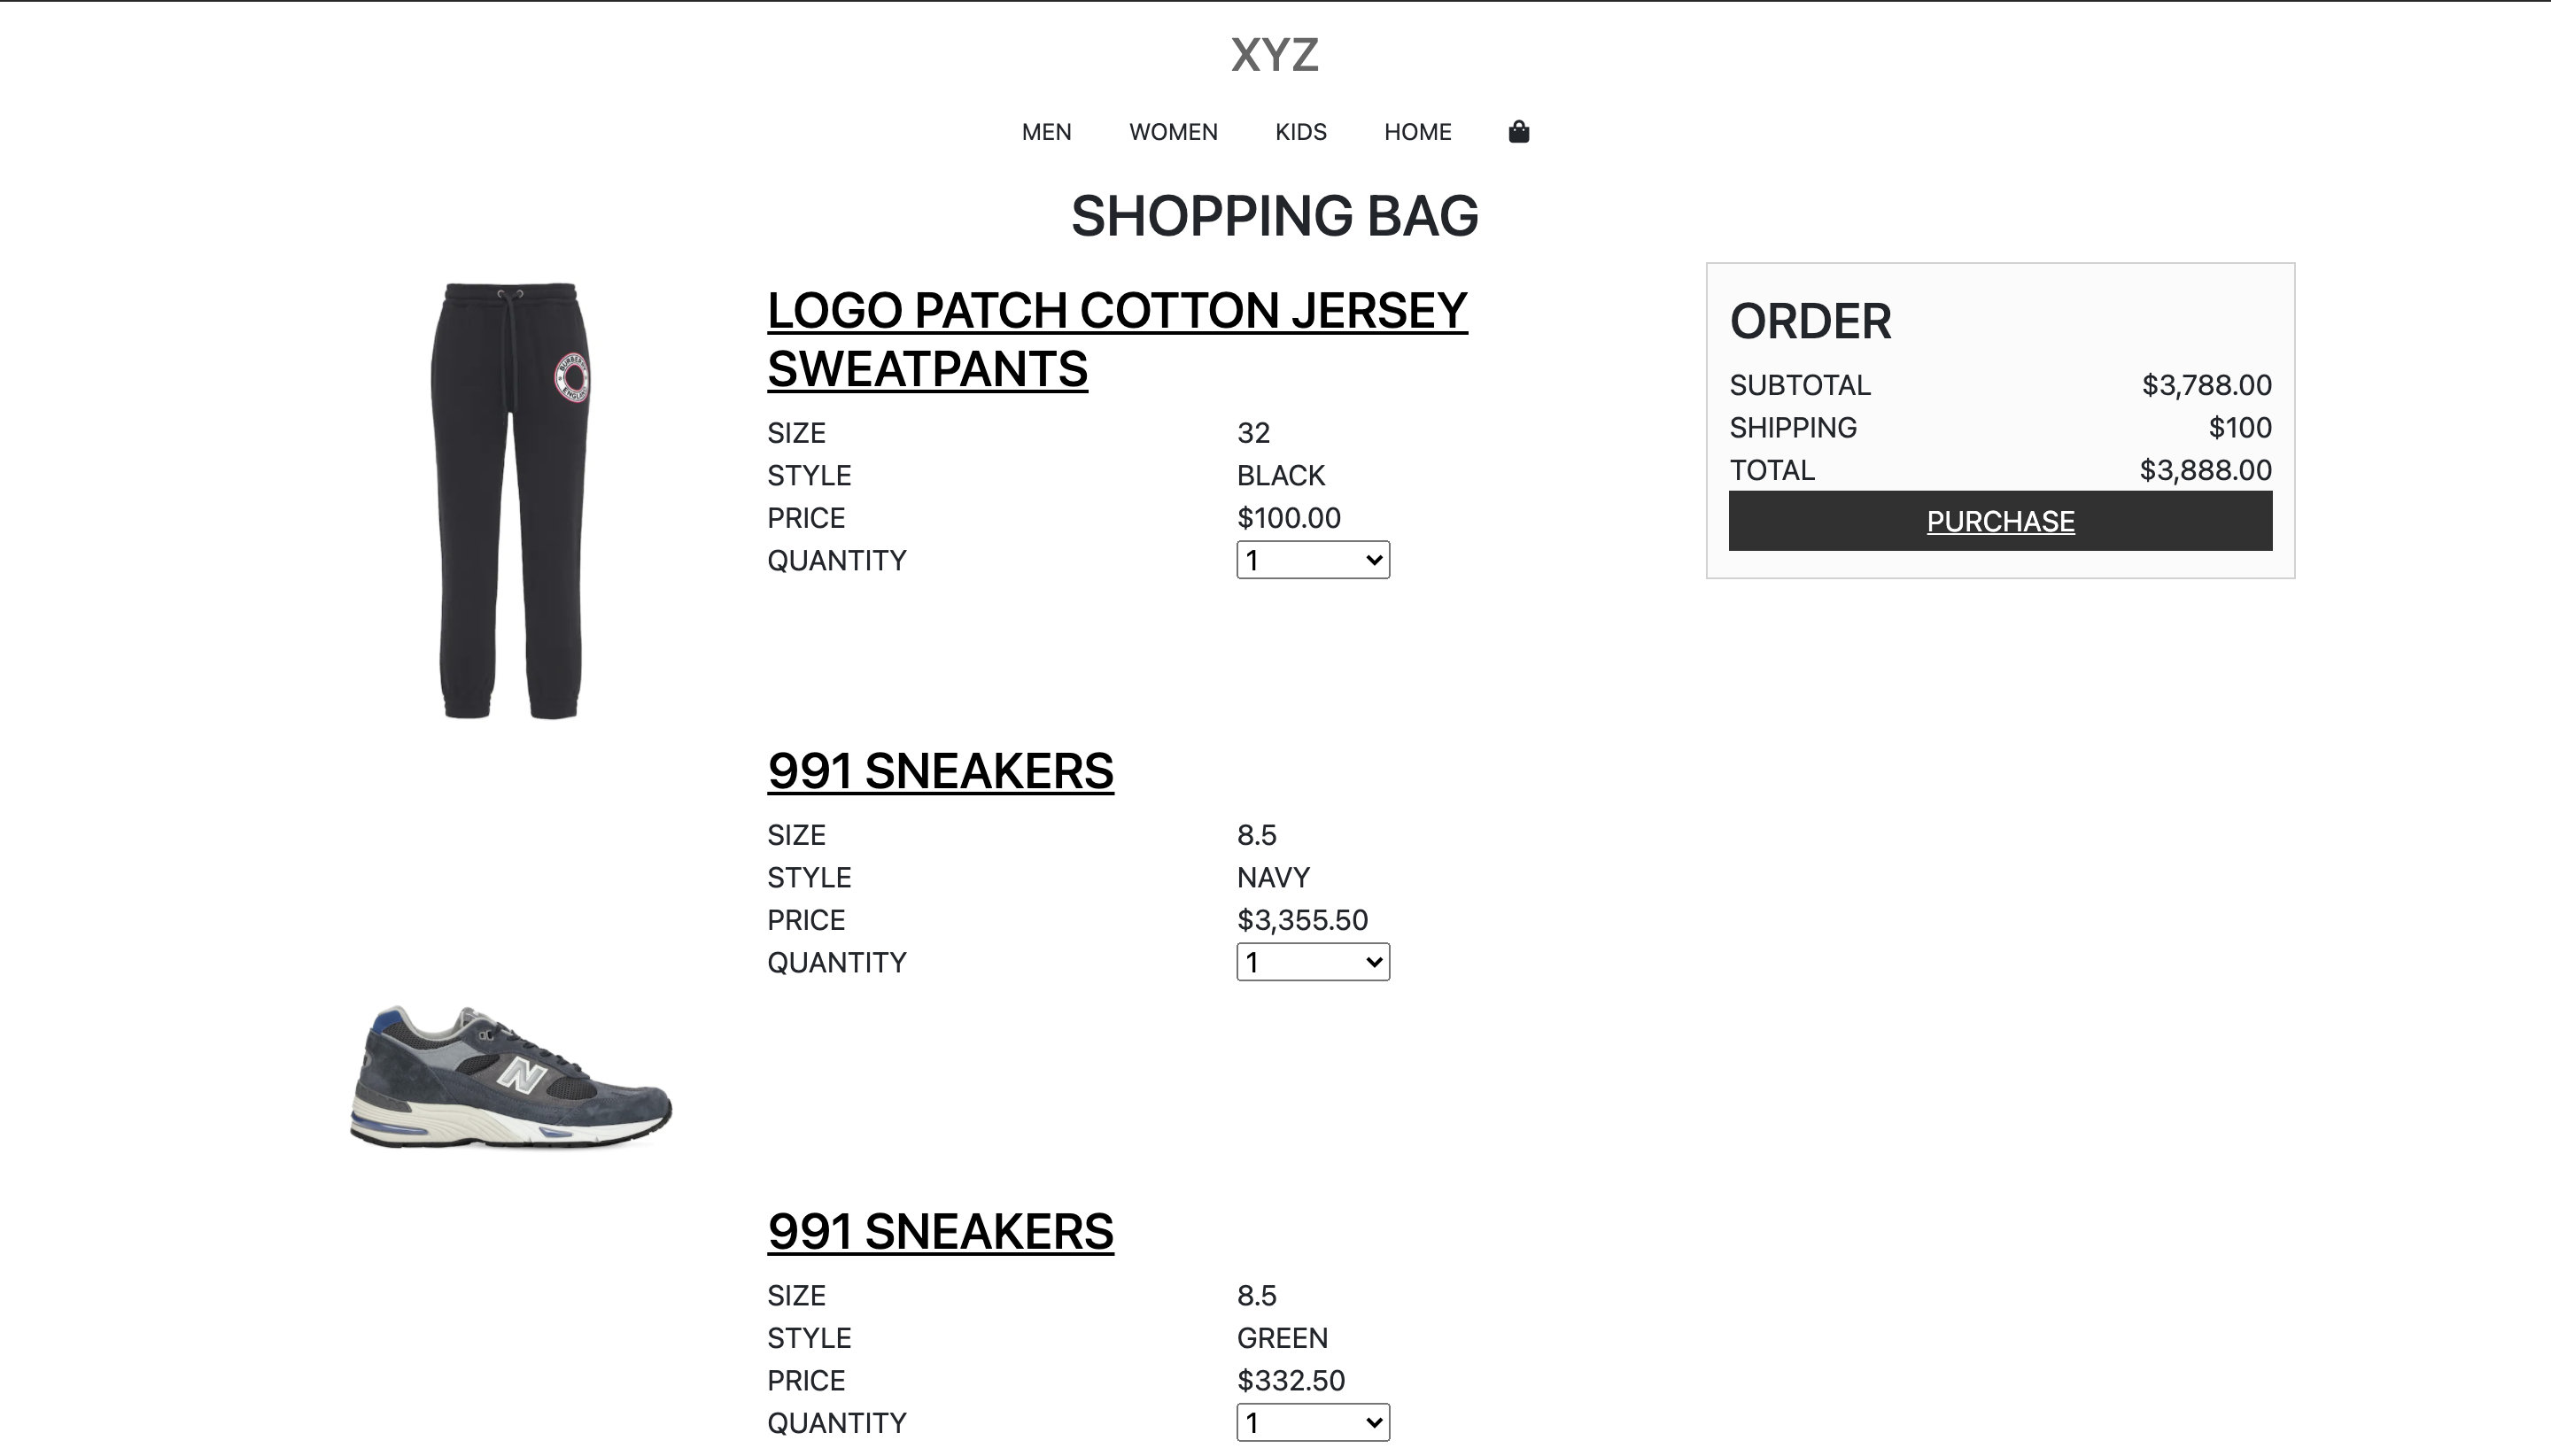 XYZ
MEN WOMEN KIDS HOME
SHOPPING BAG
LOGO PATCH COTTON JERSEY
SWEATPANTS
SIZE 32
STYLE BLACK
PRICE $100.00
QUANTITY 1
ORDER
SUBTOTAL $3,788.00
SHIPPING $100
TOTAL $3,888.00
PURCHASE
991 SNEAKERS
SIZE 8.5
STYLE NAVY
PRICE $3,355.50
QUANTITY 1
N
991 SNEAKERS
SIZE 8.5
STYLE GREEN
PRICE $332.50
QUANTITY 1